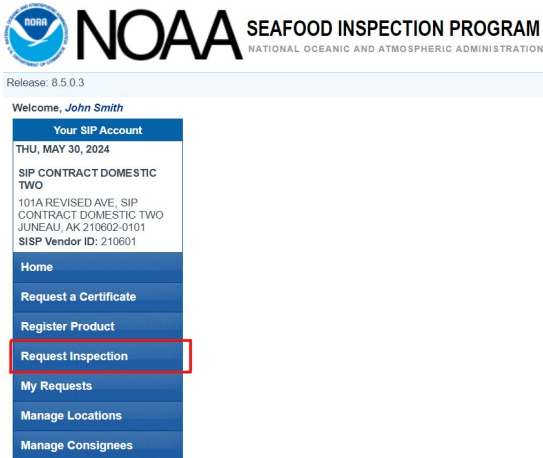 NOAA
NOAA SEAFOOD INSPECTION PROGRAM
NATIONAL OCEANIC AND ATMOSPHERIC ADMINISTRATION
Release: 8.5.0.3
Welcome, John Smith
Your SIP Account
THU, MAY 30, 2024
SIP CONTRACT DOMESTIC
TWO
101A REVISED AVE, SIP
CONTRACT DOMESTIC TWO
JUNEAU, AK 210602-0101
SISP Vendor ID: 210601
Home
Request a Certificate
Register Product
Request Inspection
My Requests
Manage Locations
Manage Consignees